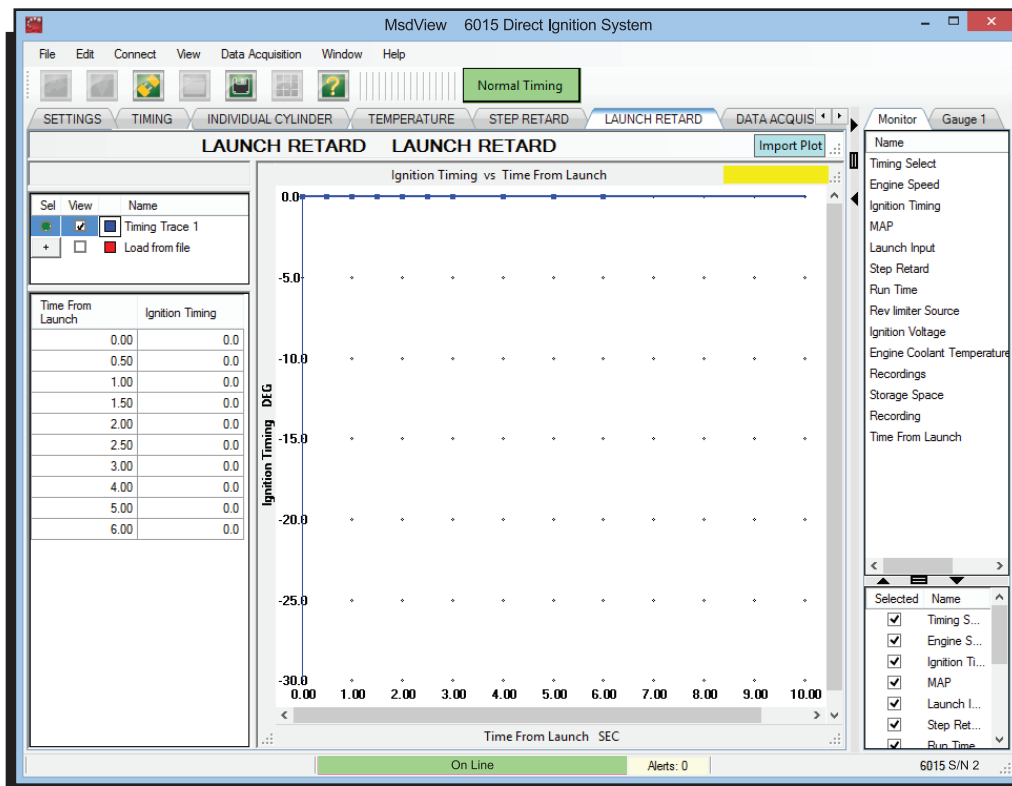 MsdView 6015 Direct Ignition System
File Edit Connect View Data Acquisition Window Help
Normal Timing
SETTINGS TIMING INDIVIDUAL CYLINDER TEMPERATURE STEP RETARD LAUNCH RETARD DATA ACQUIS
LAUNCH RETARD LAUNCH RETARD
Import Plot
Sel View Name
Timing Trace 1
+ Load from file
Time From Launch Ignition Timing
0.00 0.0
0.50 0.0
1.00 0.0
1.50 0.0
2.00 0.0
2.50 0.0
3.00 0.0
4.00 0.0
5.00 0.0
6.00 0.0
Ignition Timing vs Time From Launch
Ignition Timing DEG
0.0
-5.0
-10.0
-15.0
-20.0
-25.0
-30.0
0.00 1.00 2.00 3.00 4.00 5.00 6.00 7.00 8.00 9.00 10.00
Time From Launch SEC
Monitor Gauge 1
Name
Timing Select
Engine Speed
Ignition Timing
MAP
Launch Input
Step Retard
Run Time
Rev limiter Source
Ignition Voltage
Engine Coolant Temperature
Recordings
Storage Space
Recording
Time From Launch
Selected Name
Timing S...
Engine S...
Ignition Ti...
MAP
Launch I...
Step Ret...
Run Time
On Line Alerts: 0 6015 S/N 2